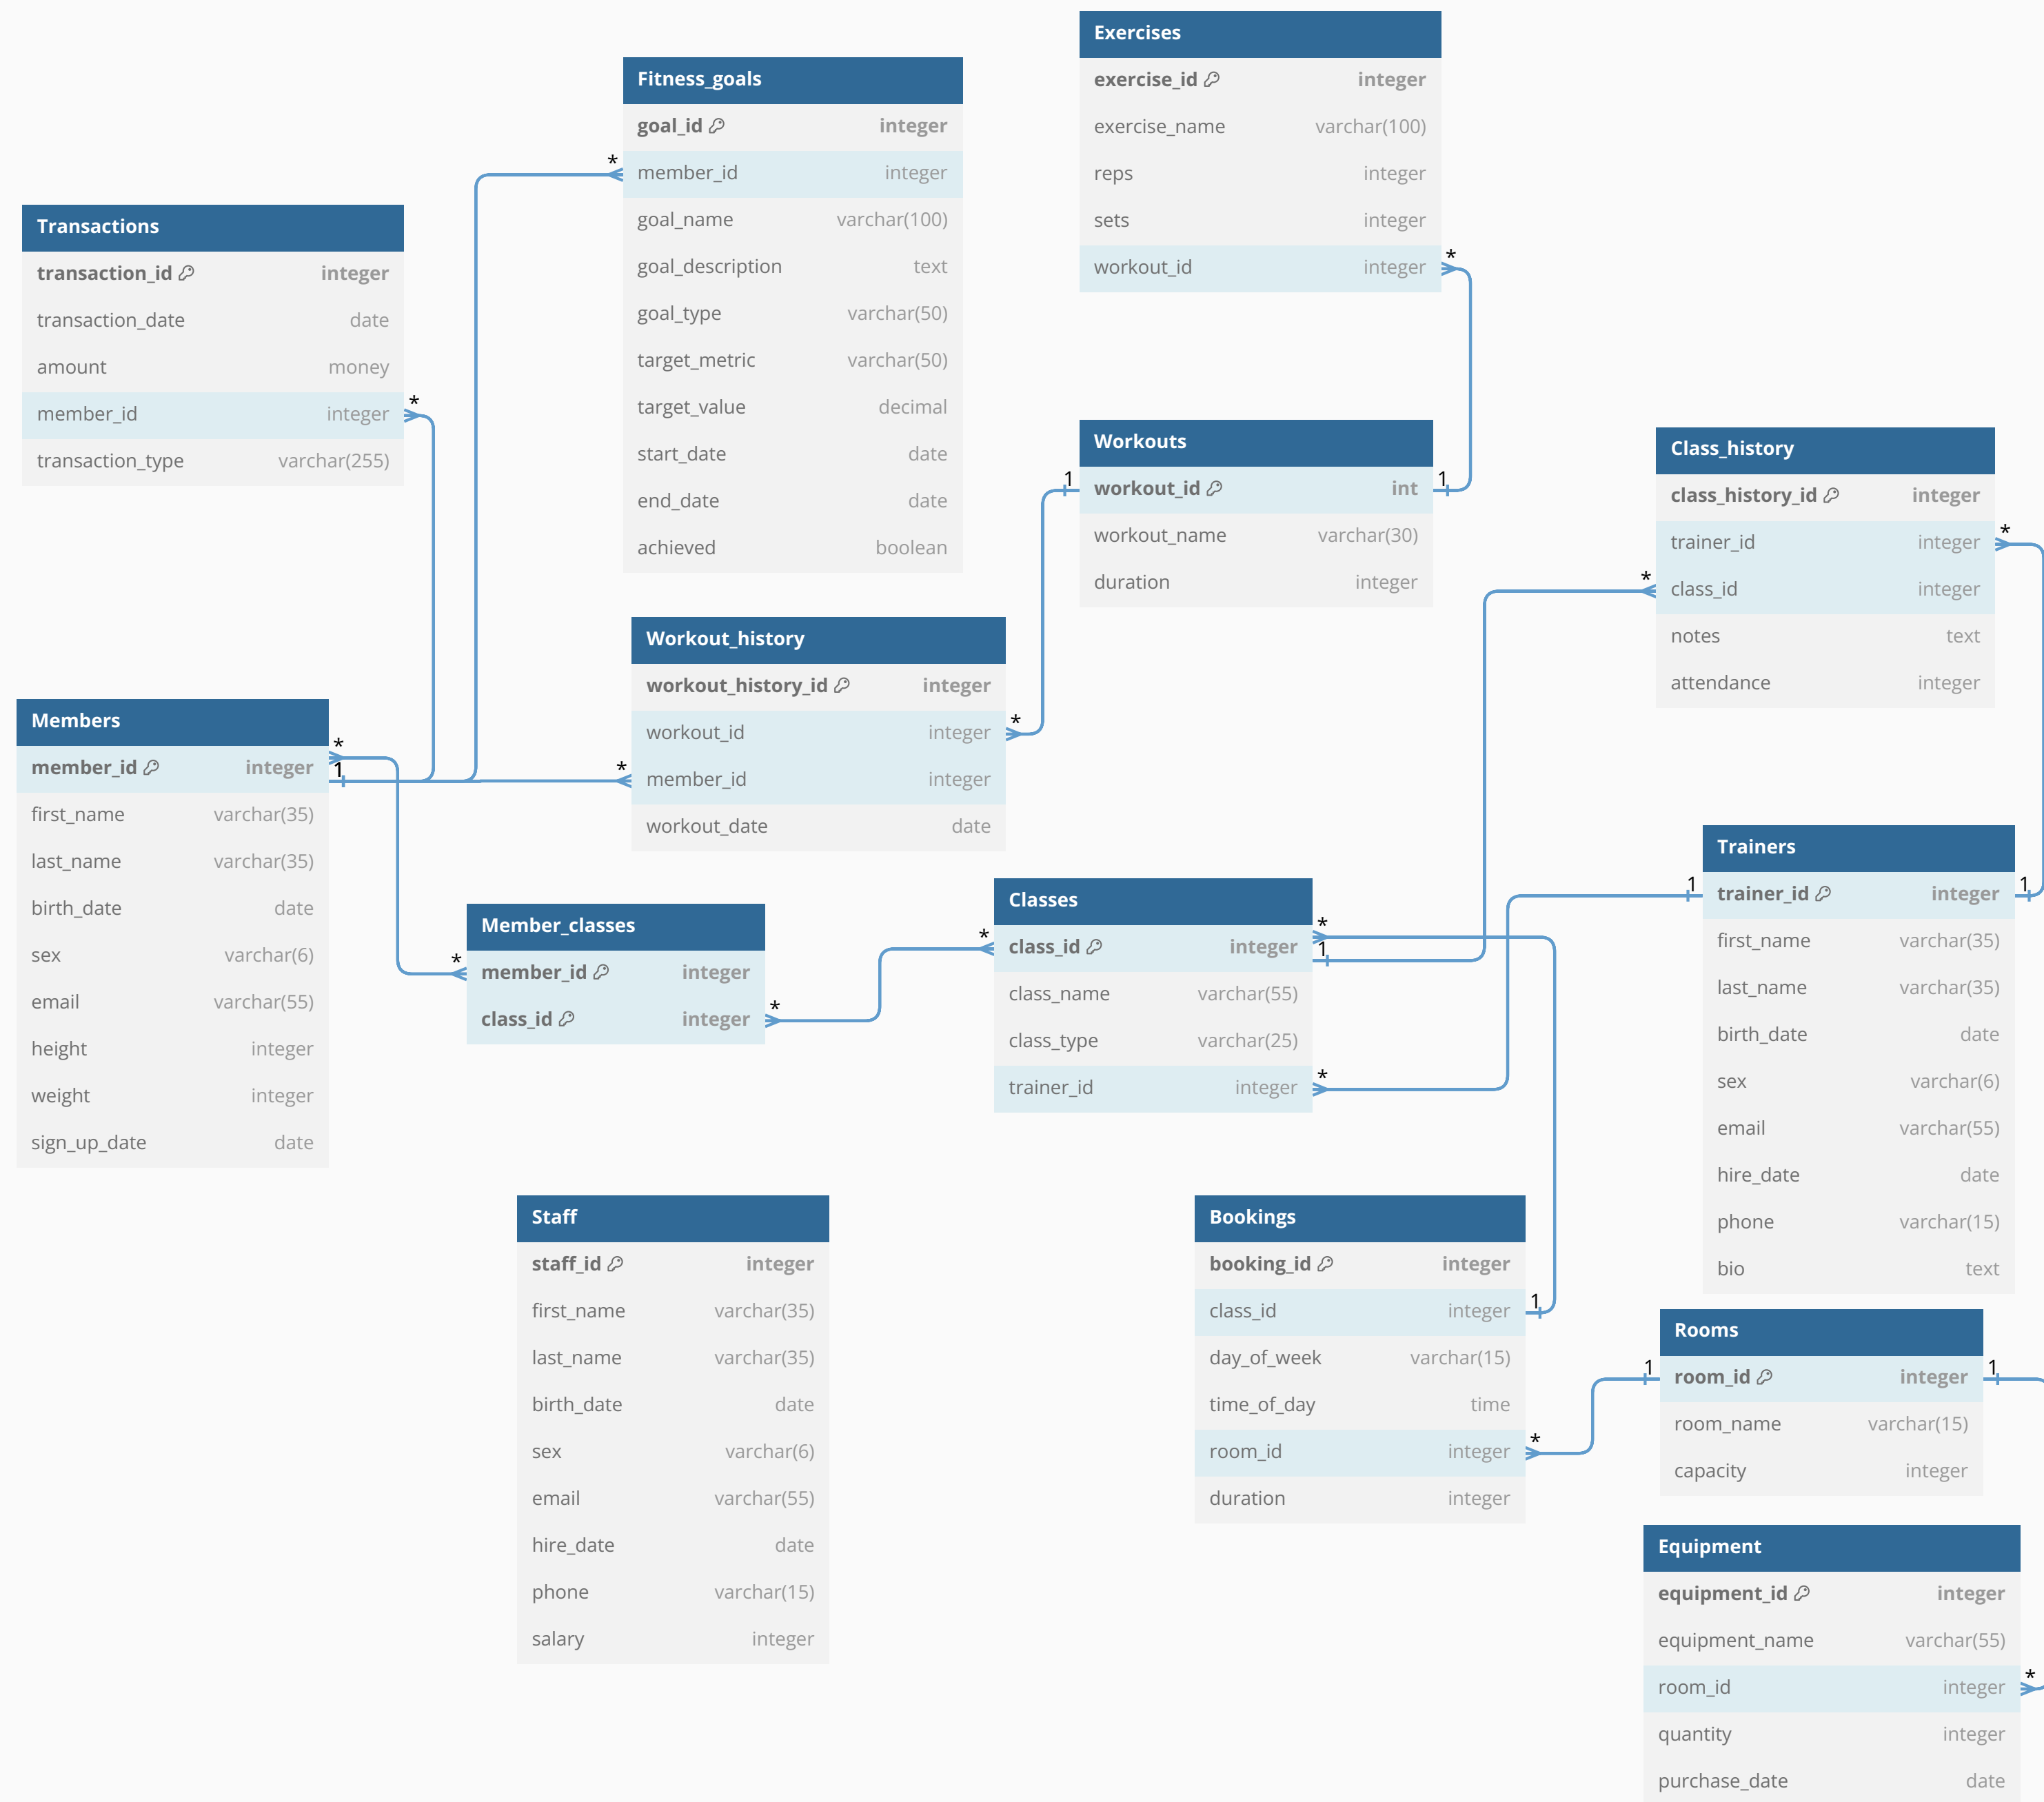 Exercises
exercise_id integer
exercise_name varchar(100)
reps integer
sets integer
workout_id integer
*
Fitness_goals
goal_id integer
* member_id integer
goal_name varchar(100)
goal_description text
goal_type varchar(50)
target_metric varchar(50)
target_value decimal
start_date date
end_date date
achieved boolean
Transactions
transaction_id integer
transaction_date date
amount money
member_id integer *
transaction_type varchar(255)
Workouts
1 workout_id int 1
workout_name varchar(30)
duration integer
Class_history
class_history_id integer
trainer_id integer *
* class_id integer
notes text
attendance integer
Workout_history
workout_history_id integer
workout_id integer *
* member_id integer
workout_date date
Members
*
member_id integer 1
first_name varchar(35)
last_name varchar(35)
birth_date date
sex varchar(6)
email varchar(55)
height integer
weight integer
sign_up_date date
Member_classes
* member_id integer
class_id integer *
Classes
*
* class_id integer 1
class_name varchar(55)
class_type varchar(25)
trainer_id integer *
Trainers
1 trainer_id integer 1
first_name varchar(35)
last_name varchar(35)
birth_date date
sex varchar(6)
email varchar(55)
hire_date date
phone varchar(15)
bio text
Staff
staff_id integer
first_name varchar(35)
last_name varchar(35)
birth_date date
sex varchar(6)
email varchar(55)
hire_date date
phone varchar(15)
salary integer
Bookings
booking_id integer
class_id integer 1
day_of_week varchar(15)
time_of_day time
room_id integer *
duration integer
Rooms
1 room_id integer 1
room_name varchar(15)
capacity integer
Equipment
equipment_id integer
equipment_name varchar(55)
room_id integer *
quantity integer
purchase_date date